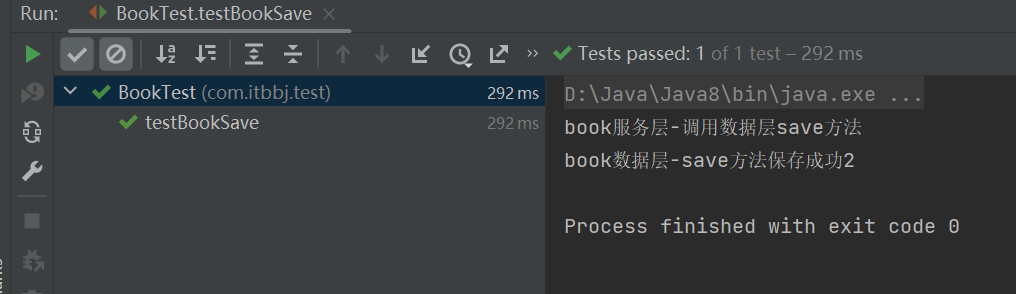 Run: BookTest.testBookSave
Tests passed: 1 of 1 test – 292 ms
BookTest (com.itbbj.test) 292 ms
testBookSave 292 ms
D:\Java\Java8\bin\java.exe ...
book服务层-调用数据层save方法
book数据层-save方法保存成功2
Process finished with exit code 0